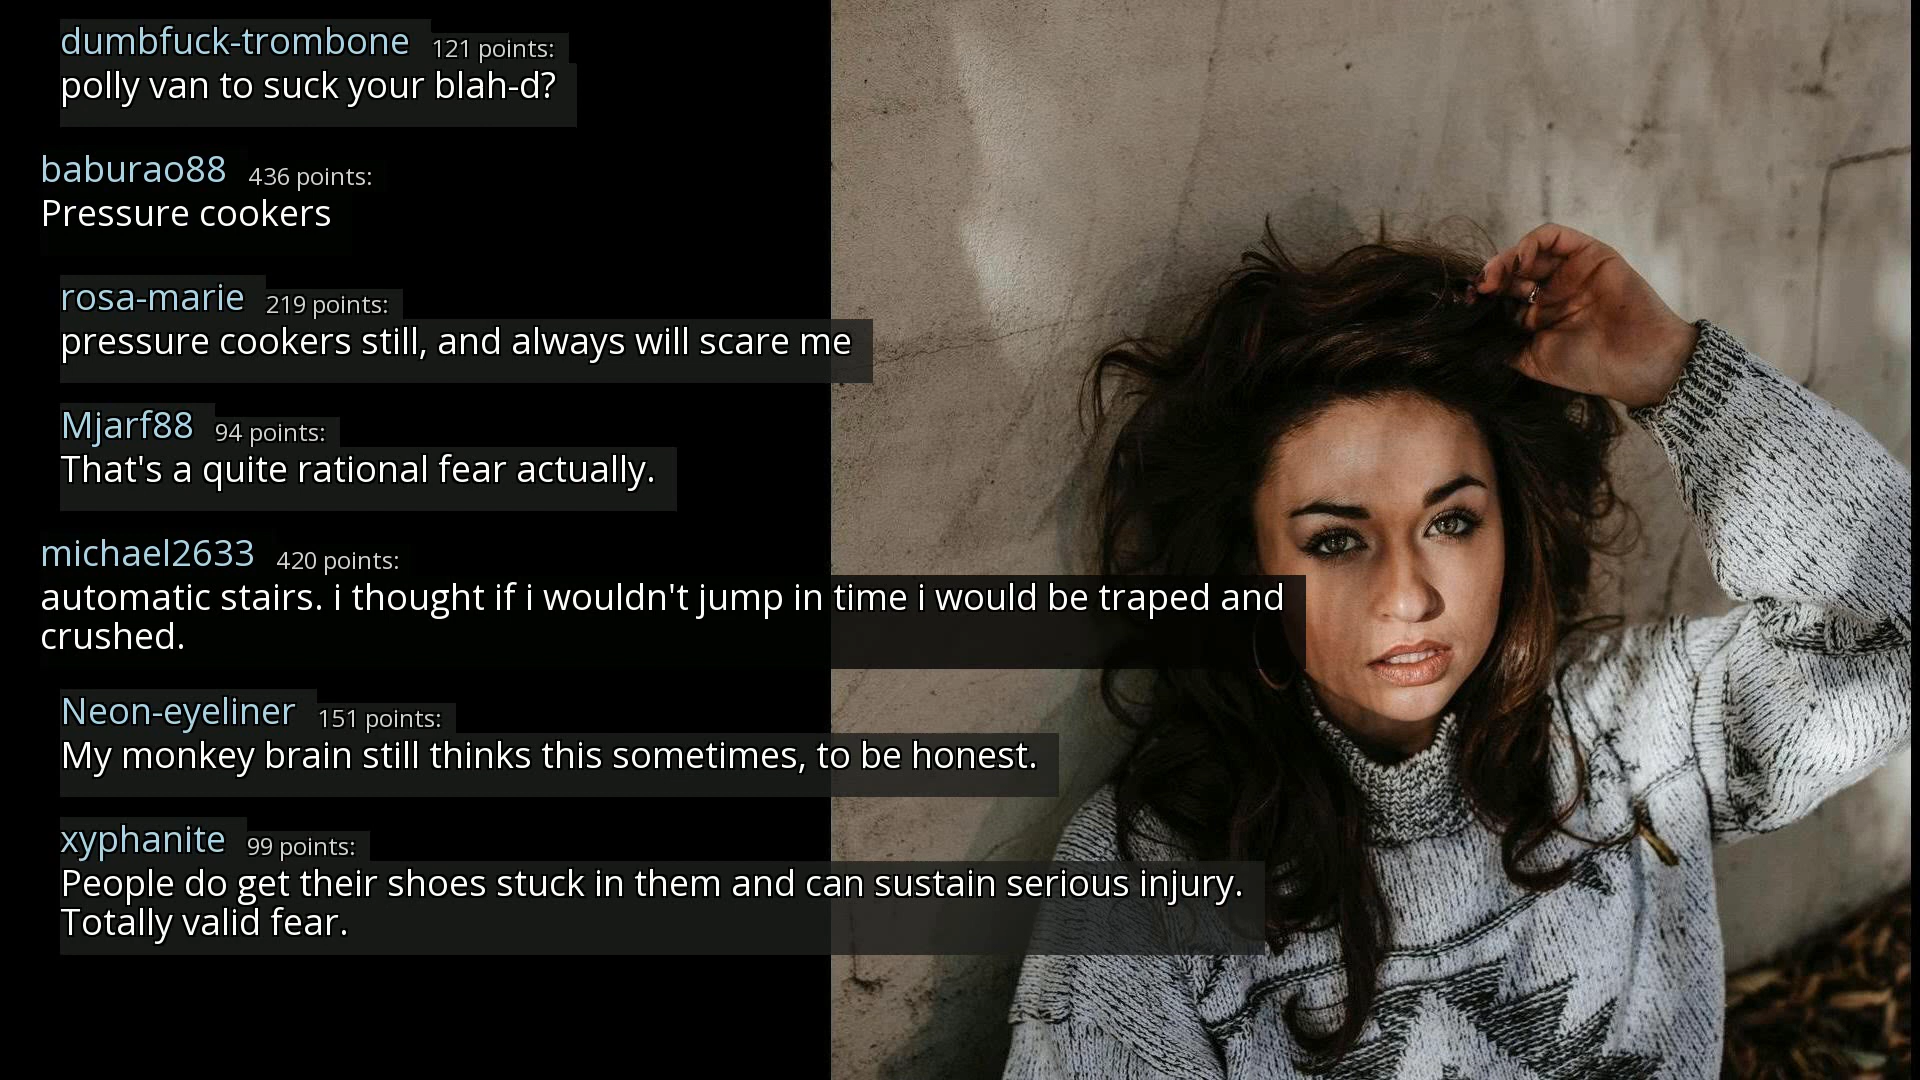 dumbfuck-trombone 121 points:
polly van to suck your blah-d?
baburao88 436 points:
Pressure cookers
rosa-marie 219 points:
pressure cookers still, and always will scare me
Mjarf88 94 points:
That's a quite rational fear actually.
michael2633 420 points:
automatic stairs. i thought if i wouldn't jump in time i would be traped and
crushed.
Neon-eyeliner 151 points:
My monkey brain still thinks this sometimes, to be honest.
xyphanite 99 points:
People do get their shoes stuck in them and can sustain serious injury.
Totally valid fear.